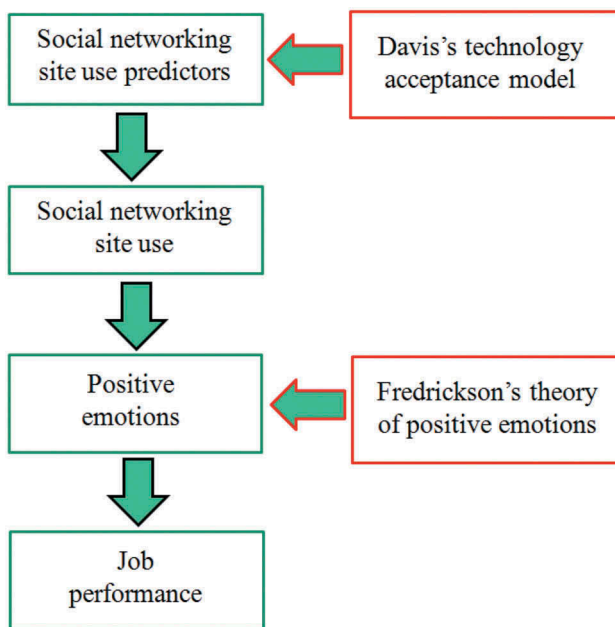 Social networking
site use predictors
Davis's technology
acceptance model
Social networking
site use
Positive
emotions
Fredrickson's theory
of positive emotions
Job
performance